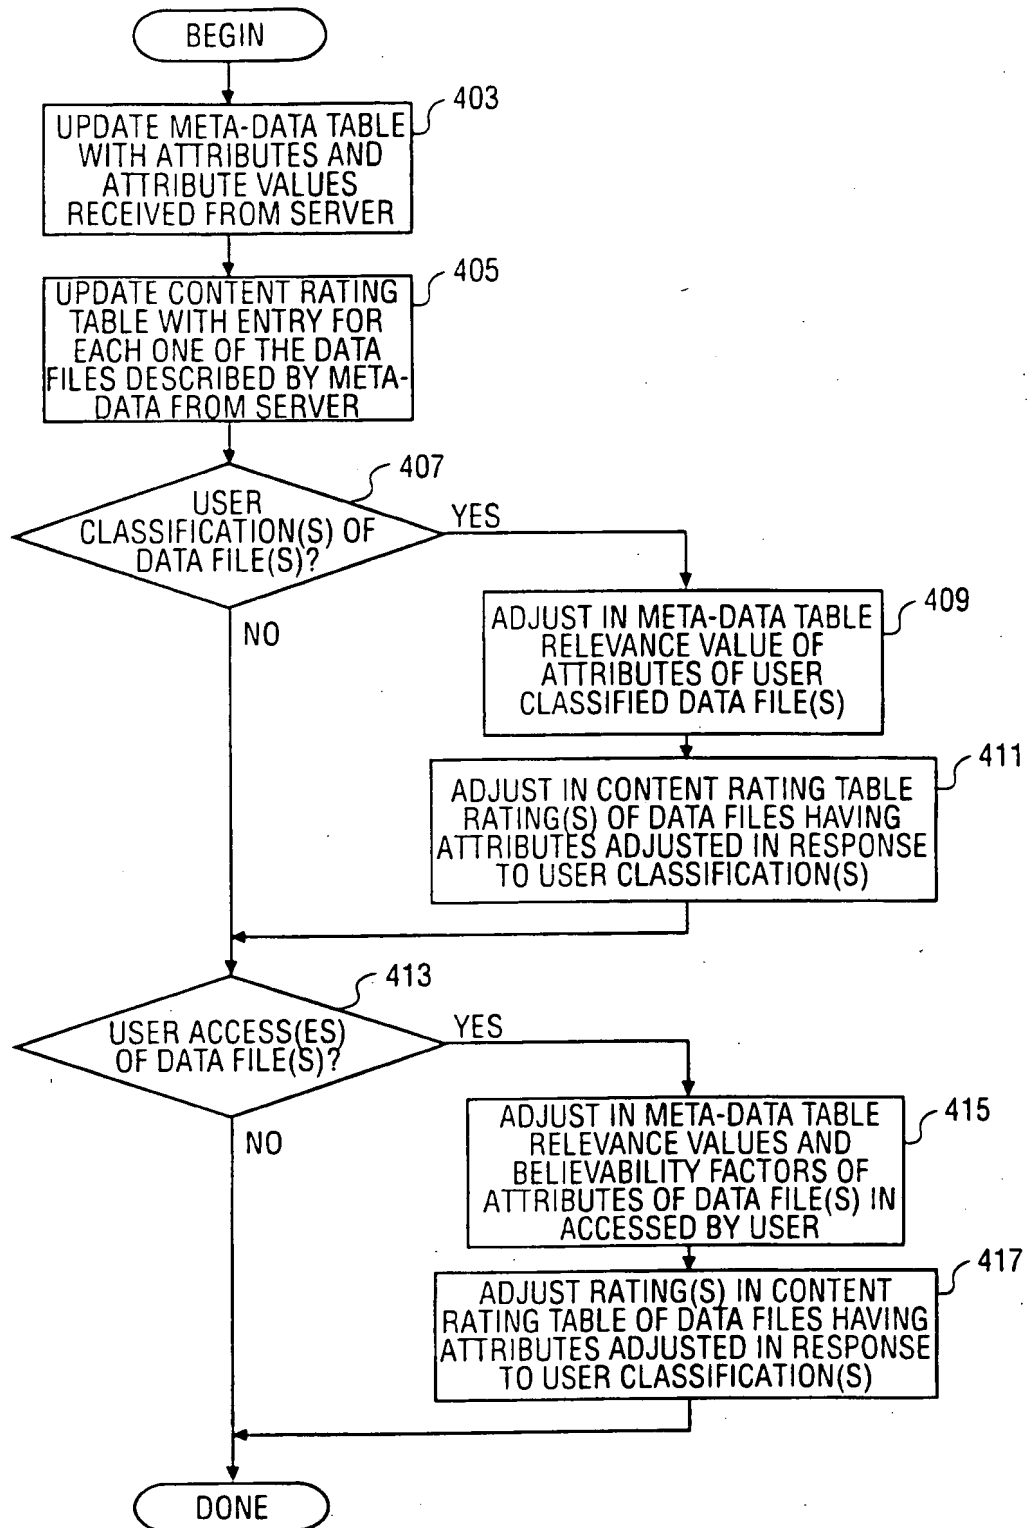 BEGIN
403
UPDATE META-DATA TABLE
WITH ATTRIBUTES AND
ATTRIBUTE VALUES
RECEIVED FROM SERVER
405
UPDATE CONTENT RATING
TABLE WITH ENTRY FOR
EACH ONE OF THE DATA
FILES DESCRIBED BY META-
DATA FROM SERVER
407
USER
CLASSIFICATION(S) OF
DATA FILE(S)?
YES
NO
409
ADJUST IN META-DATA TABLE
RELEVANCE VALUE OF
ATTRIBUTES OF USER
CLASSIFIED DATA FILE(S)
411
ADJUST IN CONTENT RATING TABLE
RATING(S) OF DATA FILES HAVING
ATTRIBUTES ADJUSTED IN RESPONSE
TO USER CLASSIFICATION(S)
413
USER ACCESS(ES)
OF DATA FILE(S)?
YES
NO
415
ADJUST IN META-DATA TABLE
RELEVANCE VALUES AND
BELIEVABILITY FACTORS OF
ATTRIBUTES OF DATA FILE(S) IN
ACCESSED BY USER
417
ADJUST RATING(S) IN CONTENT
RATING TABLE OF DATA FILES HAVING
ATTRIBUTES ADJUSTED IN RESPONSE
TO USER CLASSIFICATION(S)
DONE